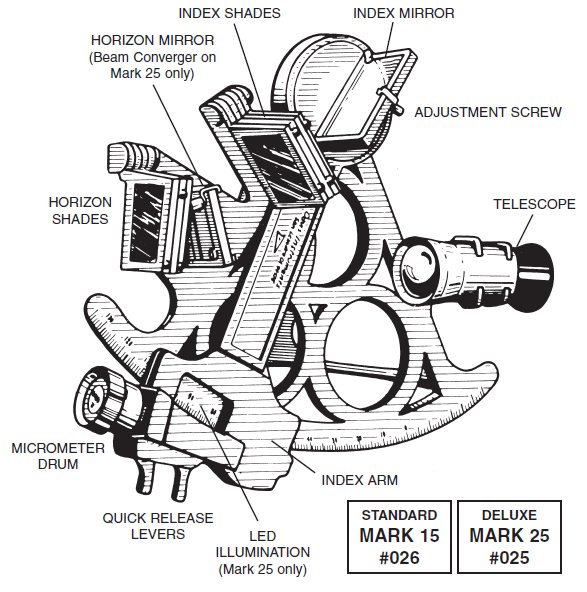 INDEX SHADES
INDEX MIRROR
HORIZON MIRROR
(Beam Converger on
Mark 25 only)
ADJUSTMENT SCREW
HORIZON
SHADES
TELESCOPE
MICROMETER
DRUM
INDEX ARM
QUICK RELEASE
LEVERS
LED
ILLUMINATION
(Mark 25 only)
STANDARD
MARK 15
#026
DELUXE
MARK 25
#025